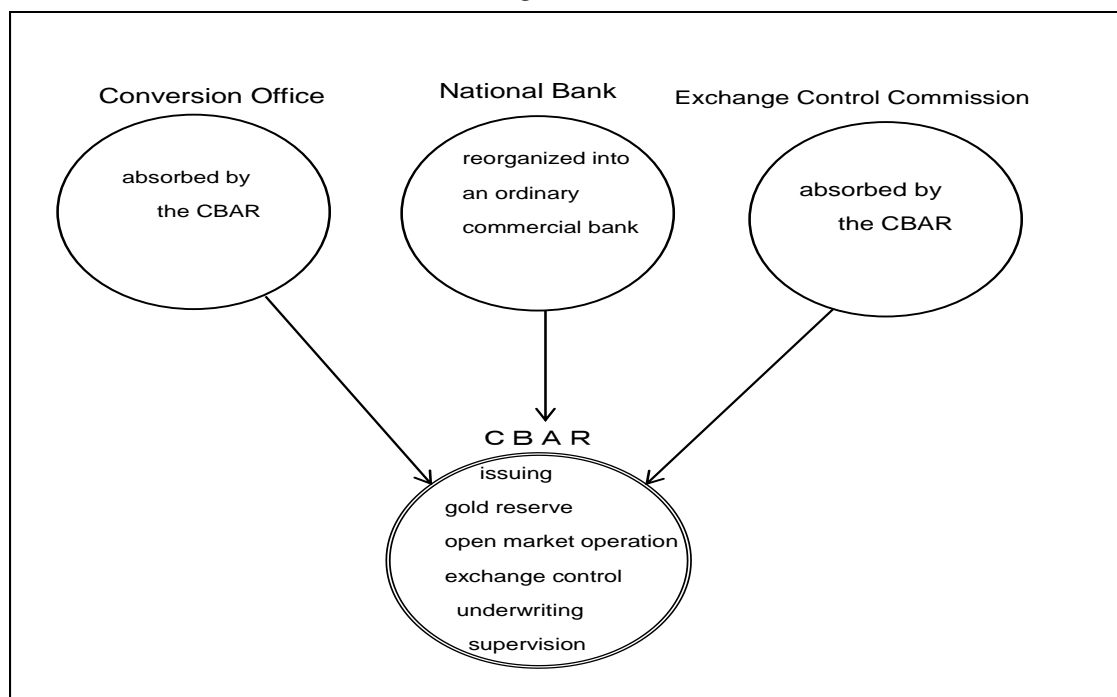 Conversion Office
National Bank
Exchange Control Commission
absorbed by
the CBAR
reorganized into
an ordinary
commercial bank
absorbed by
the CBAR
C B A R
issuing
gold reserve
open market operation
exchange control
underwriting
supervision